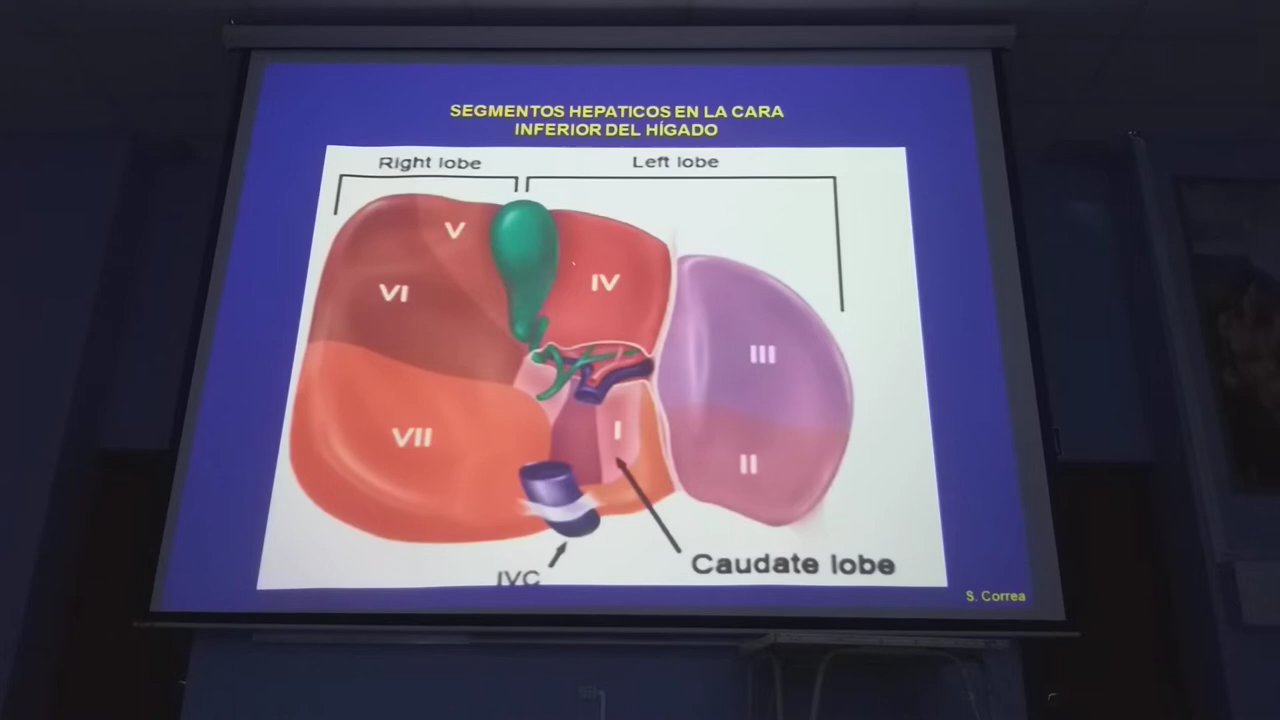 SEGMENTOS HEPATICOS EN LA CARA
INFERIOR DEL HÍGADO
Right lobe
Left lobe
V
IV
VI
III
VII
I
II
Caudate lobe
IVC
S. Correa